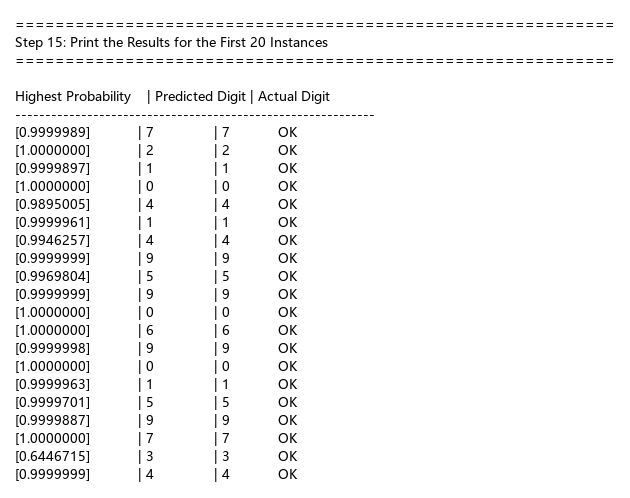 ============================================================
Step 15: Print the Results for the First 20 Instances
============================================================
Highest Probability | Predicted Digit | Actual Digit
------------------------------------------------------------
[0.9999989] | 7 | 7 OK
[1.0000000] | 2 | 2 OK
[0.9999897] | 1 | 1 OK
[1.0000000] | 0 | 0 OK
[0.9895005] | 4 | 4 OK
[0.9999961] | 1 | 1 OK
[0.9946257] | 4 | 4 OK
[0.9999999] | 9 | 9 OK
[0.9969804] | 5 | 5 OK
[0.9999999] | 9 | 9 OK
[1.0000000] | 0 | 0 OK
[1.0000000] | 6 | 6 OK
[0.9999998] | 9 | 9 OK
[1.0000000] | 0 | 0 OK
[0.9999963] | 1 | 1 OK
[0.9999701] | 5 | 5 OK
[0.9999887] | 9 | 9 OK
[1.0000000] | 7 | 7 OK
[0.6446715] | 3 | 3 OK
[0.9999999] | 4 | 4 OK